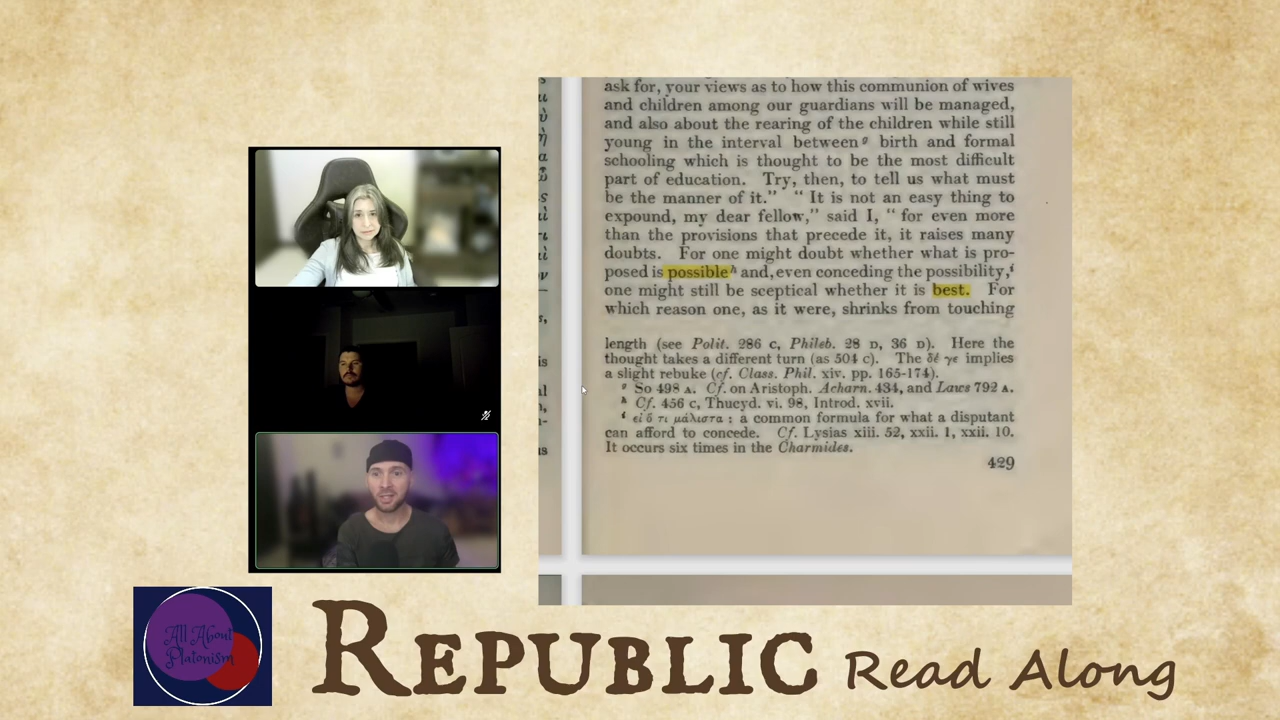 ask for, your views as to how this communion of wives
and children among our guardians will be managed,
and also about the rearing of the children while still
young in the interval between ᵍ birth and formal
schooling which is thought to be the most difficult
part of education. Try, then, to tell us what must
be the manner of it.” “ It is not an easy thing to
expound, my dear fellow,” said I, “ for even more
than the provisions that precede it, it raises many
doubts. For one might doubt whether what is pro-
posed is possible ʰ and, even conceding the possibility,ⁱ
one might still be sceptical whether it is best. For
which reason one, as it were, shrinks from touching
length (see Polit. 286 c, Phileb. 28 D, 36 D). Here the
thought takes a different turn (as 504 c). The δέ γε implies
a slight rebuke (cf. Class. Phil. xiv. pp. 165-174).
ᵍ So 498 A. Cf. on Aristoph. Acharn. 434, and Laws 792 A.
ʰ Cf. 456 c, Thucyd. vi. 98, Introd. xvii.
ⁱ εἰ δ τι μάλιστα : a common formula for what a disputant
can afford to concede. Cf. Lysias xiii. 52, xxii. 1, xxii. 10.
It occurs six times in the Charmides.
429
All About
Platonism
REPUBLIC Read Along